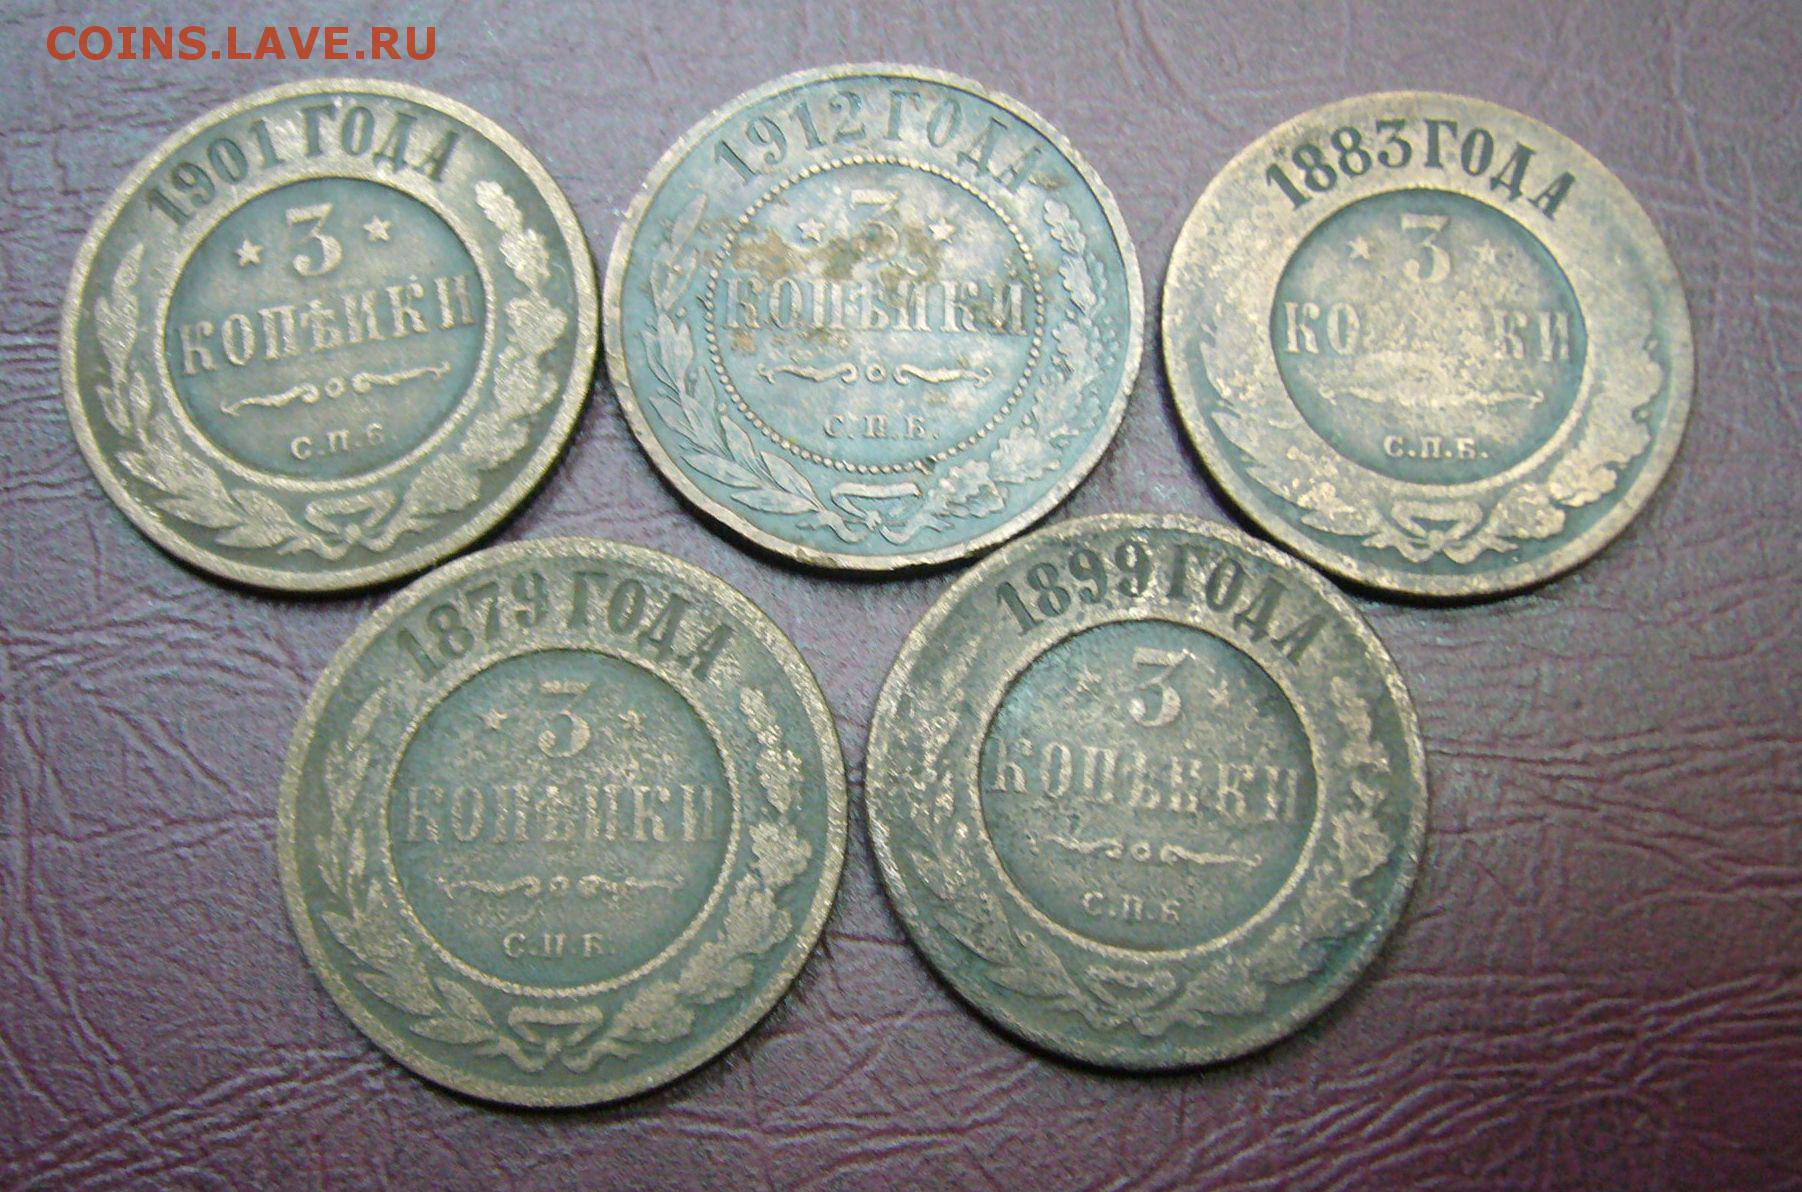 COINS.LAVE.RU
1901 ГОДА
3
КОПѢЙКИ
С.П.Б.
1912 ГОДА
3
КОПѢЙКИ
С.П.Б.
1883 ГОДА
3
С.П.Б.
1879 ГОДА
3
КОПѢЙКИ
С.П.Б.
1899 ГОДА
3
КОПѢЙКИ
С.П.Б